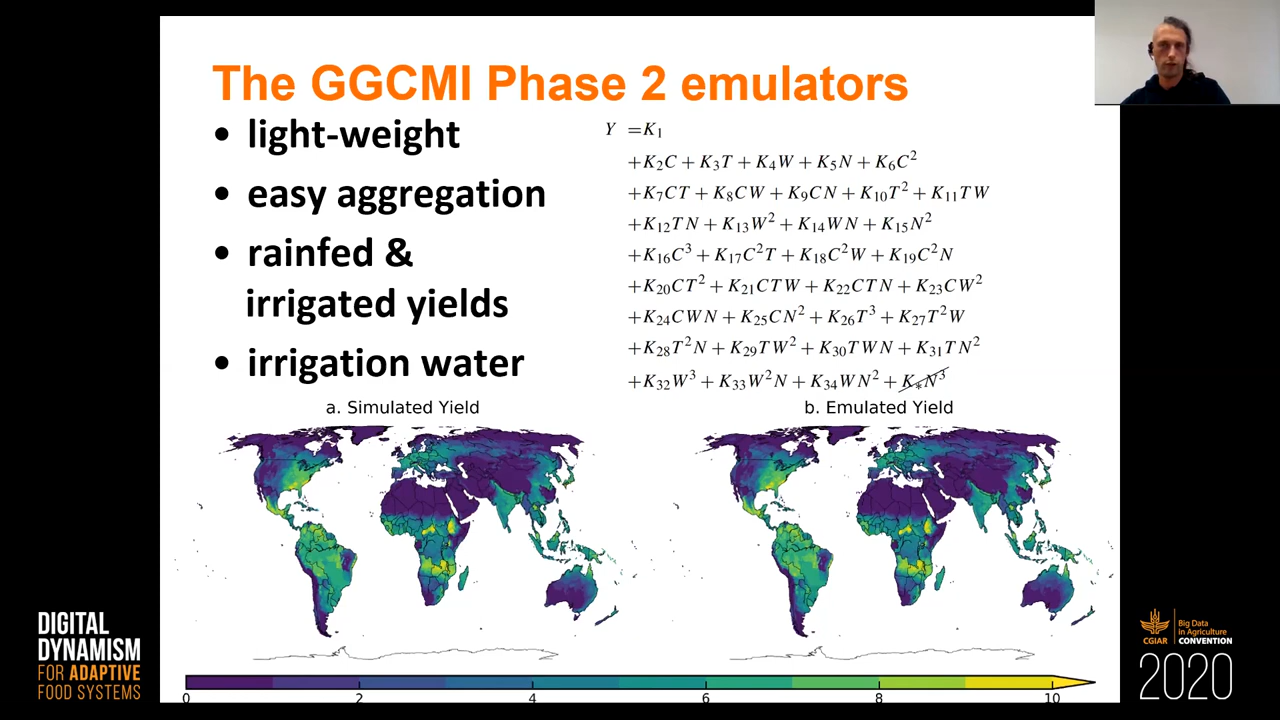 The GGCMI Phase 2 emulators
• light-weight
• easy aggregation
• rainfed &
irrigated yields
• irrigation water
Y =K₁
+K₂C + K₃T + K₄W + K₅N + K₆C²
+K₇CT + K₈CW + K₉CN + K₁₀T² + K₁₁TW
+K₁₂TN + K₁₃W² + K₁₄WN + K₁₅N²
+K₁₆C³ + K₁₇C²T + K₁₈C²W + K₁₉C²N
+K₂₀CT² + K₂₁CTW + K₂₂CTN + K₂₃CW²
+K₂₄CWN + K₂₅CN² + K₂₆T³ + K₂₇T²W
+K₂₈T²N + K₂₉TW² + K₃₀TWN + K₃₁TN²
+K₃₂W³ + K₃₃W²N + K₃₄WN² + K∗N³
a. Simulated Yield
b. Emulated Yield
0 2 4 6 8 10
DIGITAL
DYNAMISM
FOR ADAPTIVE
FOOD SYSTEMS
CGIAR
Big Data
in Agriculture
CONVENTION
2020